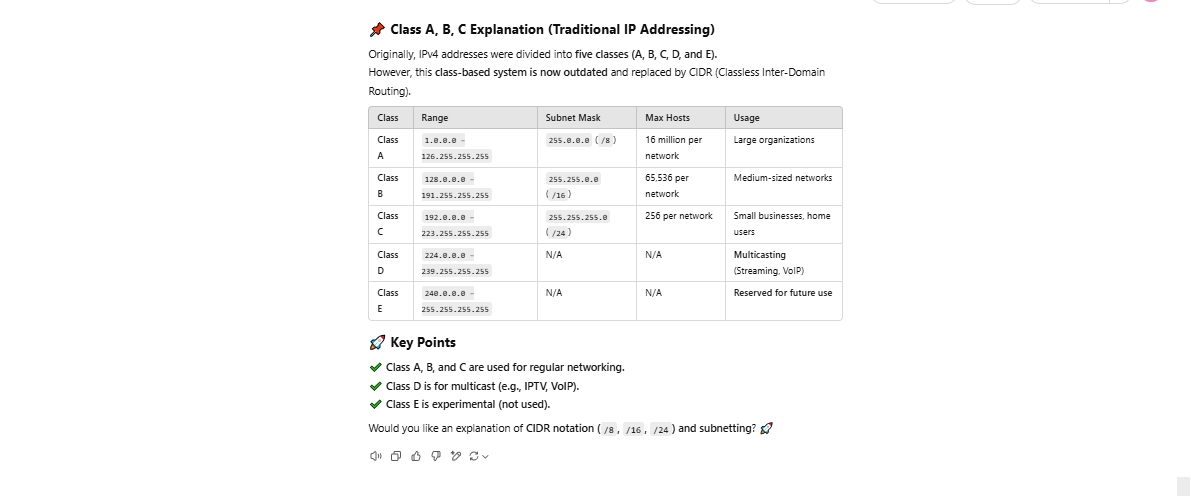 📌 Class A, B, C Explanation (Traditional IP Addressing)
Originally, IPv4 addresses were divided into five classes (A, B, C, D, and E).
However, this class-based system is now outdated and replaced by CIDR (Classless Inter-Domain
Routing).
Class Range Subnet Mask Max Hosts Usage
Class 1.0.0.0 - 255.0.0.0 ( /8 ) 16 million per Large organizations
A 126.255.255.255 network
Class 128.0.0.0 - 255.255.0.0 65,536 per Medium-sized networks
B 191.255.255.255 ( /16 ) network
Class 192.0.0.0 - 255.255.255.0 256 per network Small businesses, home
C 223.255.255.255 ( /24 ) users
Class 224.0.0.0 - N/A N/A Multicasting
D 239.255.255.255 (Streaming, VoIP)
Class 240.0.0.0 - N/A N/A Reserved for future use
E 255.255.255.255
🚀 Key Points
✔ Class A, B, and C are used for regular networking.
✔ Class D is for multicast (e.g., IPTV, VoIP).
✔ Class E is experimental (not used).
Would you like an explanation of CIDR notation ( /8 , /16 , /24 ) and subnetting? 🚀